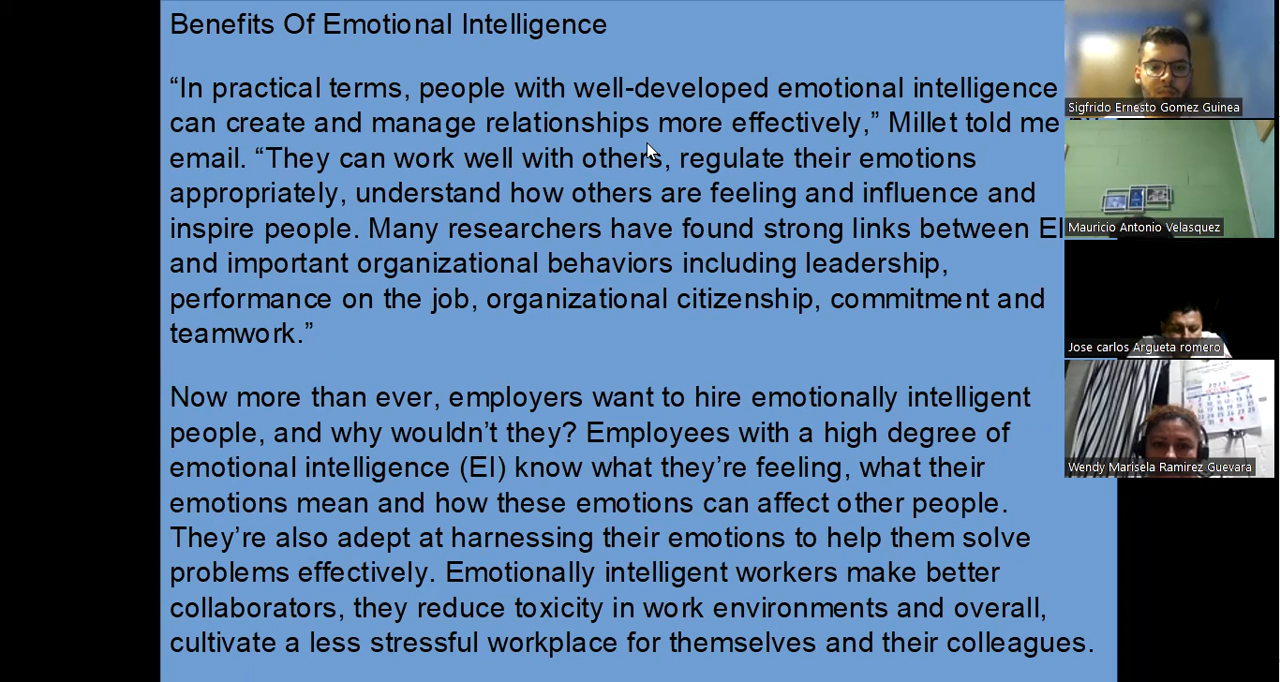 Benefits Of Emotional Intelligence
“In practical terms, people with well-developed emotional intelligence
can create and manage relationships more effectively,” Millet told me
email. “They can work well with others, regulate their emotions
appropriately, understand how others are feeling and influence and
inspire people. Many researchers have found strong links between EI
and important organizational behaviors including leadership,
performance on the job, organizational citizenship, commitment and
teamwork.”
Now more than ever, employers want to hire emotionally intelligent
people, and why wouldn’t they? Employees with a high degree of
emotional intelligence (EI) know what they’re feeling, what their
emotions mean and how these emotions can affect other people.
They’re also adept at harnessing their emotions to help them solve
problems effectively. Emotionally intelligent workers make better
collaborators, they reduce toxicity in work environments and overall,
cultivate a less stressful workplace for themselves and their colleagues.
Sigfrido Ernesto Gomez Guinea
Mauricio Antonio Velasquez
Jose carlos Argueta romero
Wendy Marisela Ramirez Guevara